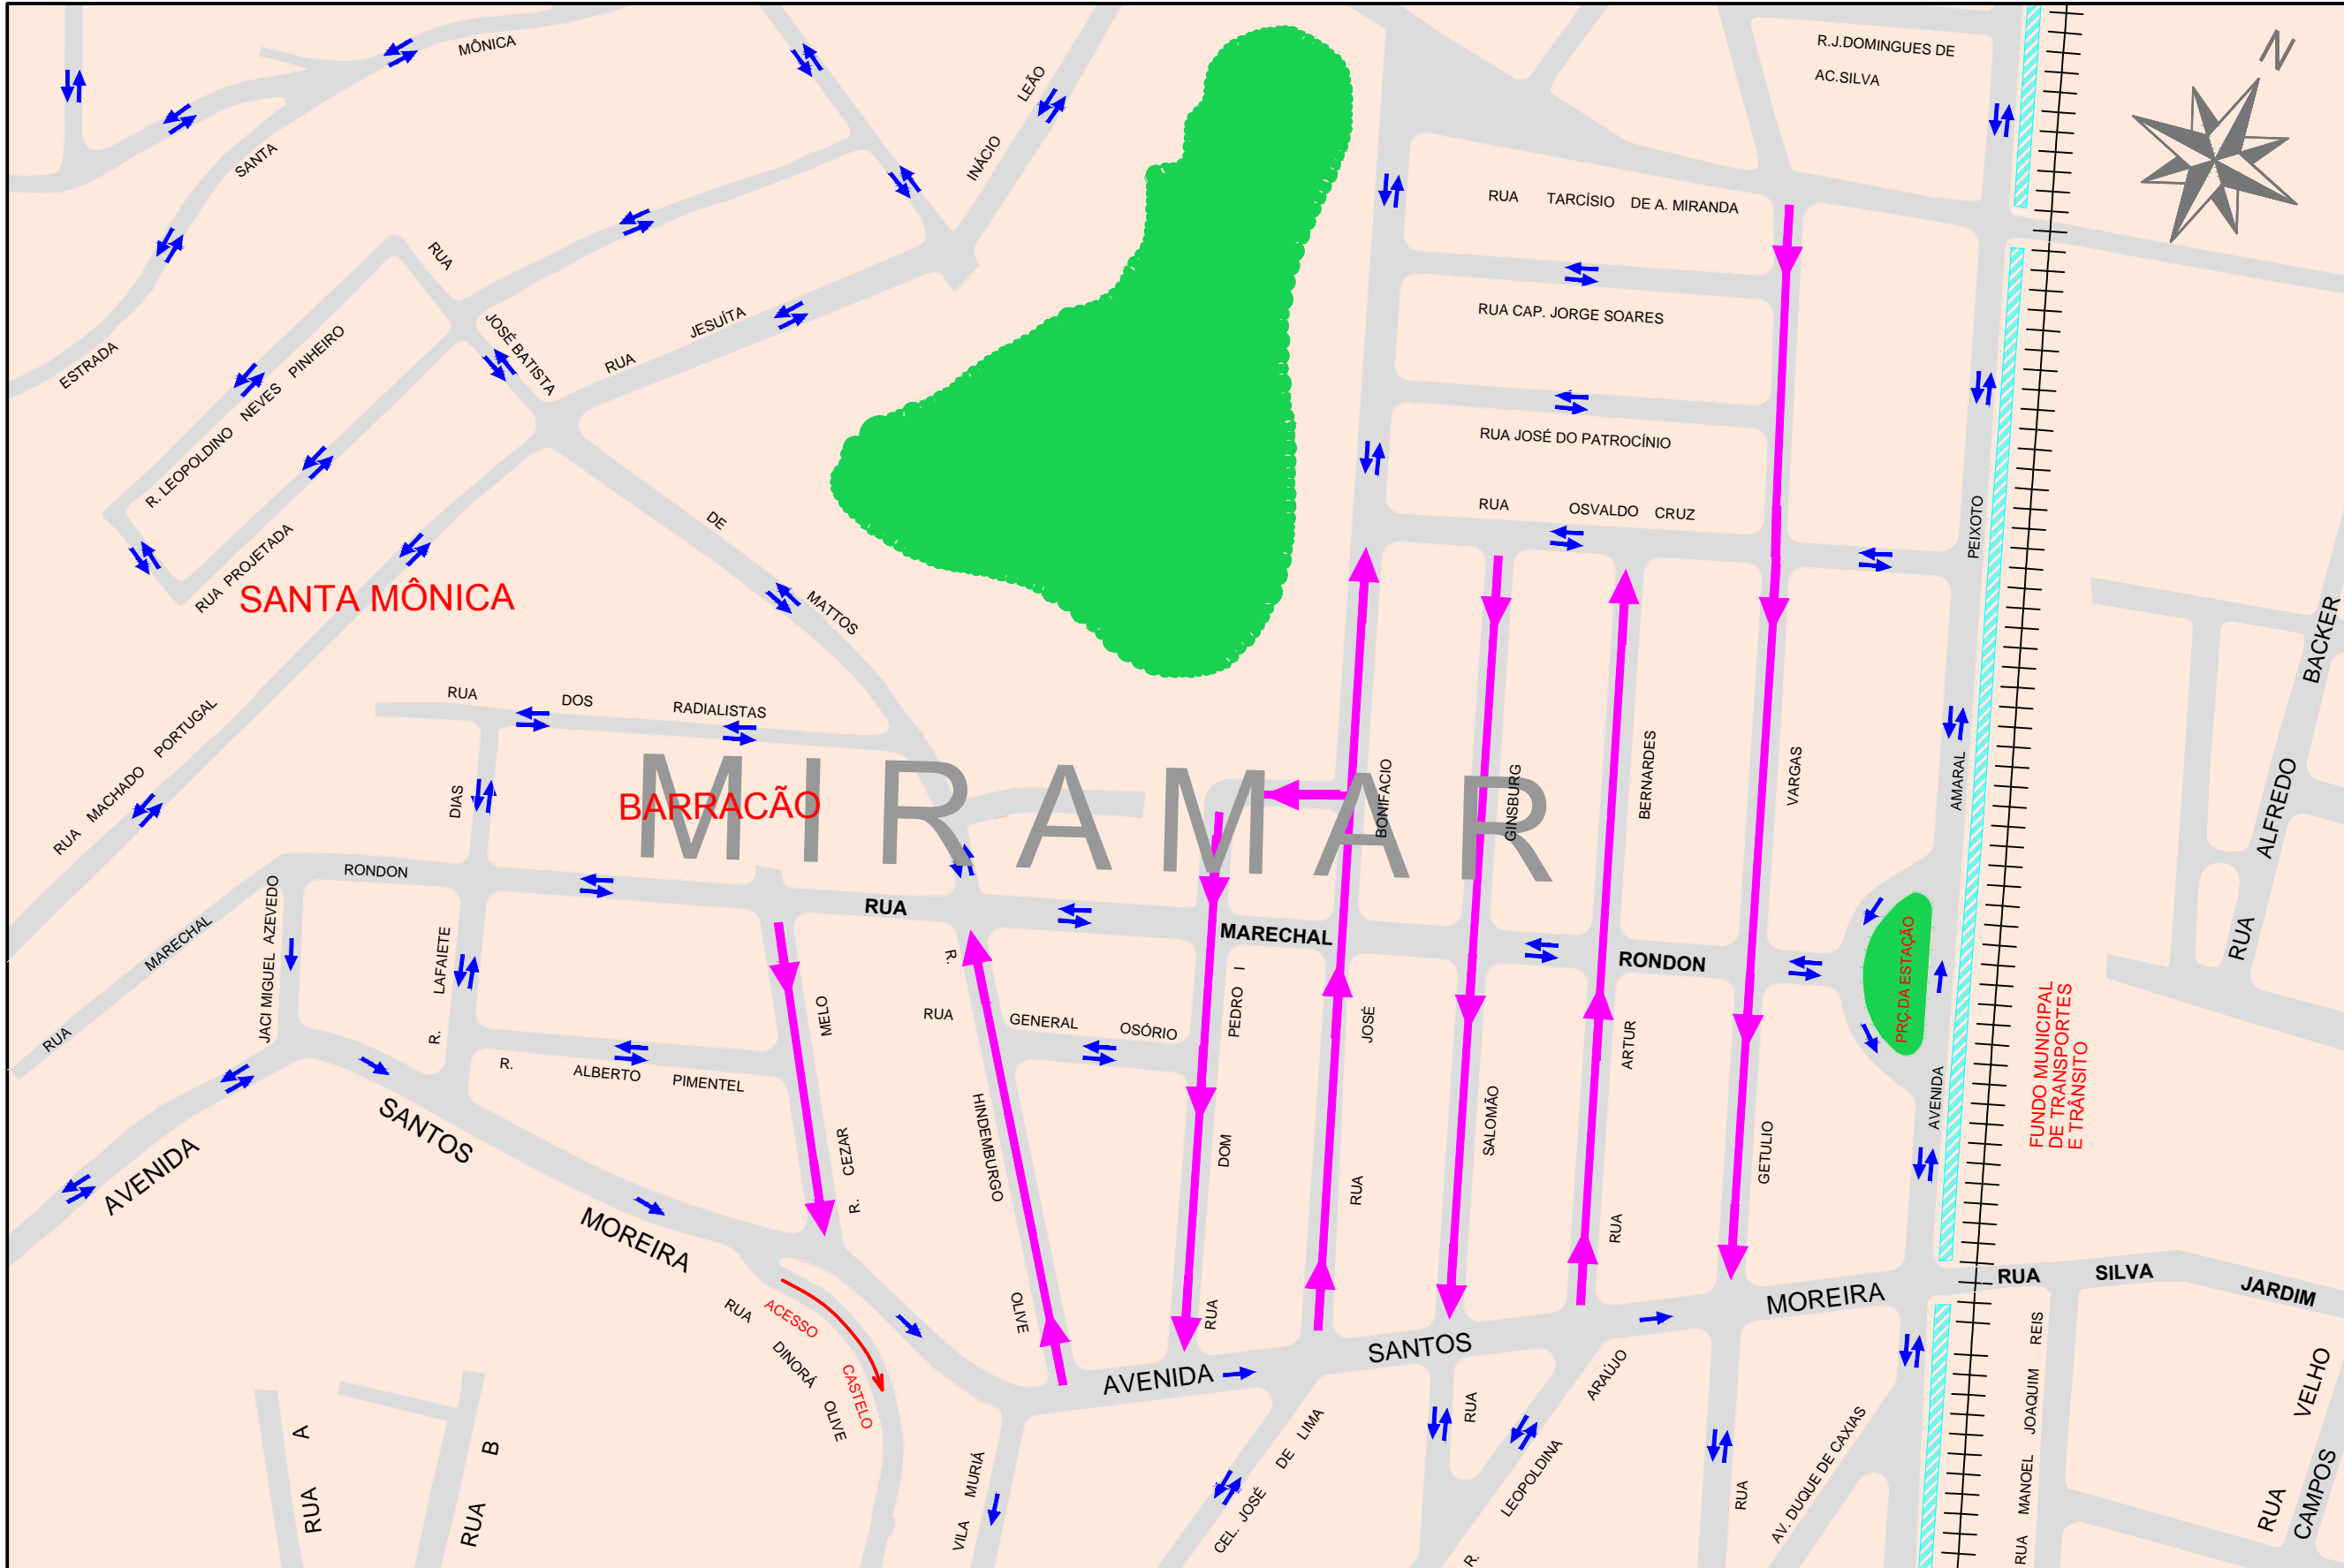 MÔNICA
SANTA
ESTRADA
R.J.DOMINGUES DE
AC.SILVA
N
LEÃO
INÁCIO
JESUÍTA
RUA
RUA
JOSÉ BATISTA
DE
MATTOS
R. LEOPOLDINO NEVES PINHEIRO
RUA PROJETADA
SANTA MÔNICA
RUA TARCÍSIO DE A. MIRANDA
RUA CAP. JORGE SOARES
RUA JOSÉ DO PATROCÍNIO
RUA OSVALDO CRUZ
PEIXOTO
AMARAL
AVENIDA
BACKER
ALFREDO
RUA
RUA MACHADO PORTUGAL
RUA DOS RADIALISTAS
MIRAMAR
BARRACÃO
DIAS
LAFAIETE
R.
RONDON
MARECHAL
RUA
JACI MIGUEL AZEVEDO
RUA
MARECHAL
RONDON
BONIFACIO
JOSÉ
RUA
GINSBURG
SALOMÃO
BERNARDES
ARTUR
RUA
VARGAS
GETULIO
PRÇ.DA ESTAÇÃO
FUNDO MUNICIPAL
DE TRANSPORTES
E TRÂNSITO
MELO
CEZAR
R.
R.
HINDEMBURGO
OLIVE
RUA GENERAL OSÓRIO
PEDRO I
DOM
RUA
R. ALBERTO PIMENTEL
AVENIDA
SANTOS
MOREIRA
AVENIDA
SANTOS
MOREIRA
RUA SILVA JARDIM
ACESSO
CASTELO
RUA
DINORÁ
OLIVE
RUA A
RUA B
VILA MURIÁ
CEL. JOSÉ DE LIMA
RUA
ARAÚJO
LEOPOLDINA
R.
RUA
AV. DUQUE DE CAXIAS
RUA MANOEL JOAQUIM REIS
VELHO
CAMPOS
RUA